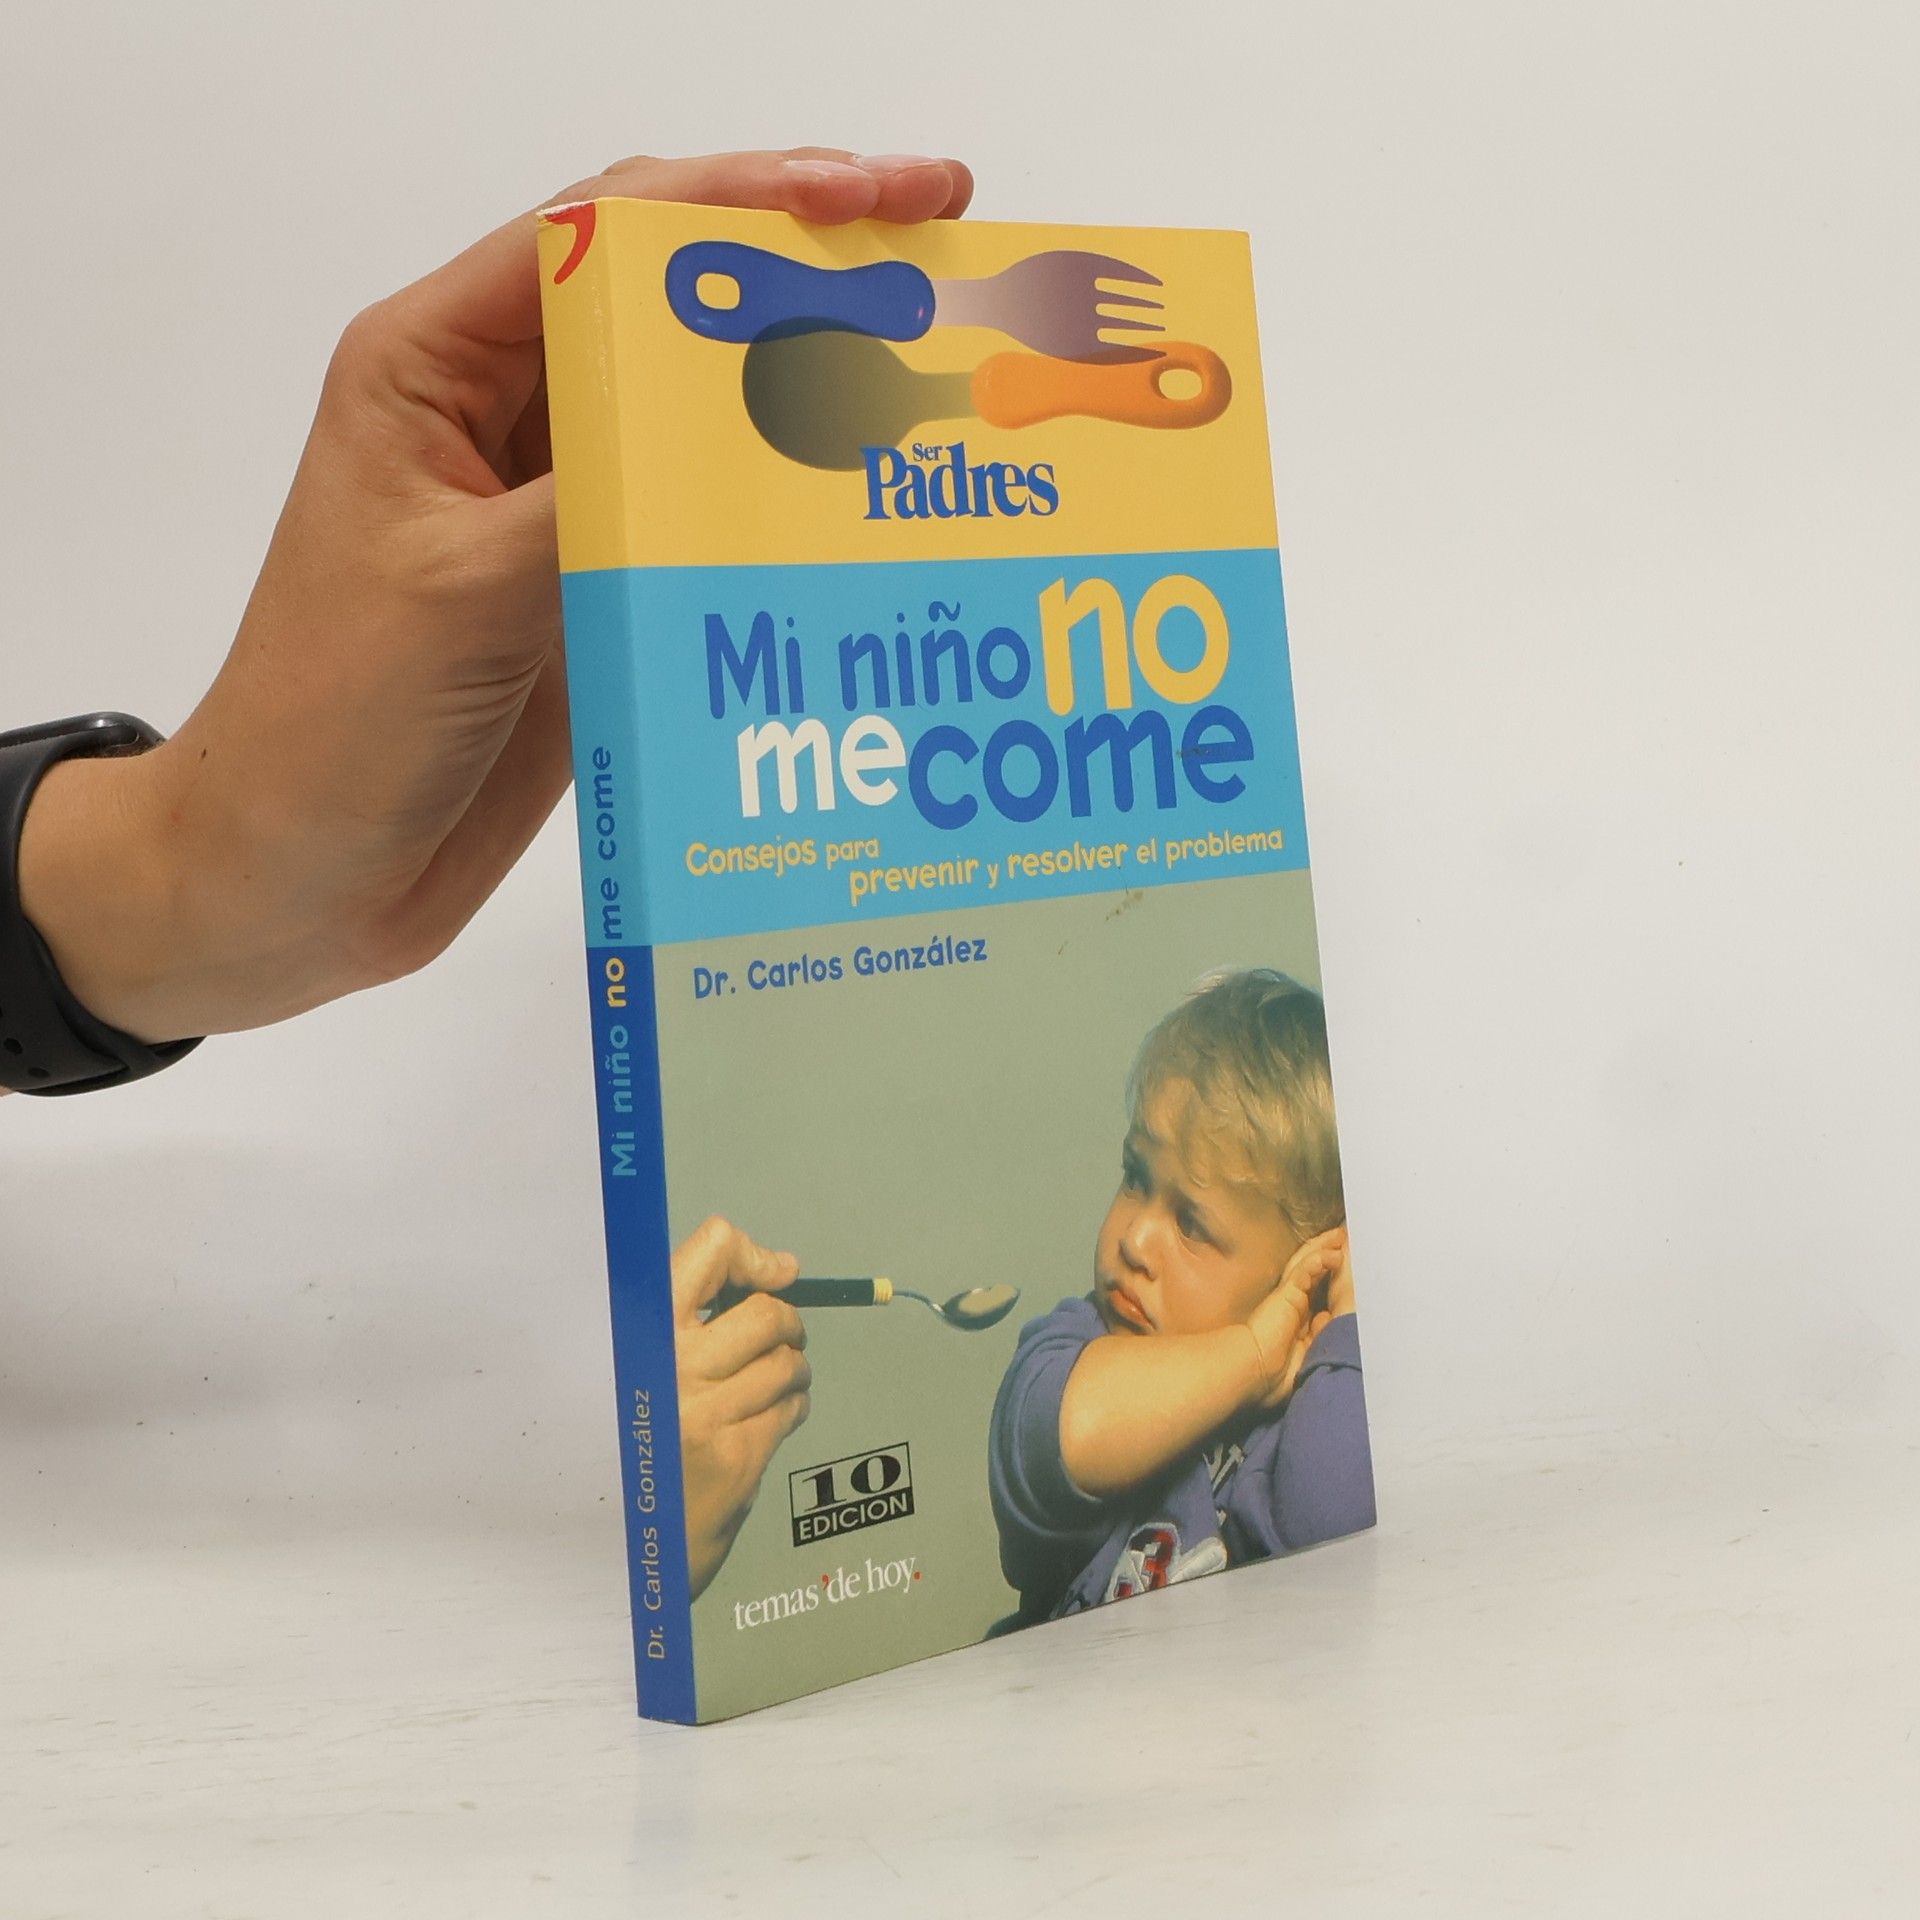 Ser
Padres
Mi niño no
me come
Consejos para
prevenir y resolver el problema
Dr. Carlos González
10
EDICION
temas'de hoy.
Mi niño no me come
Dr. Carlos González